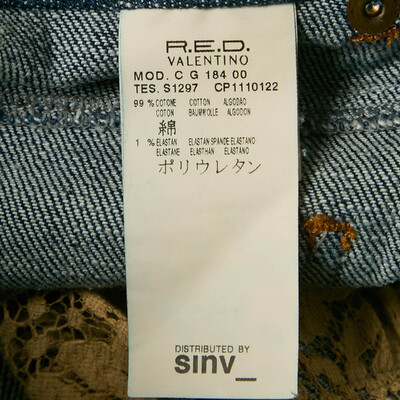 R.E.D.
VALENTINO
MOD. C G 184 00
TES. S1297 CP1110122
99 % COTONE COTTON ALGODAO
COTON BAUMWOLLE ALGODON
綿
1 % ELASTAN ELASTAN SPANDE ELASTANO
ELASTANE ELASTHAN ELASTANO
ポリウレタン
DISTRIBUTED BY
sinv_